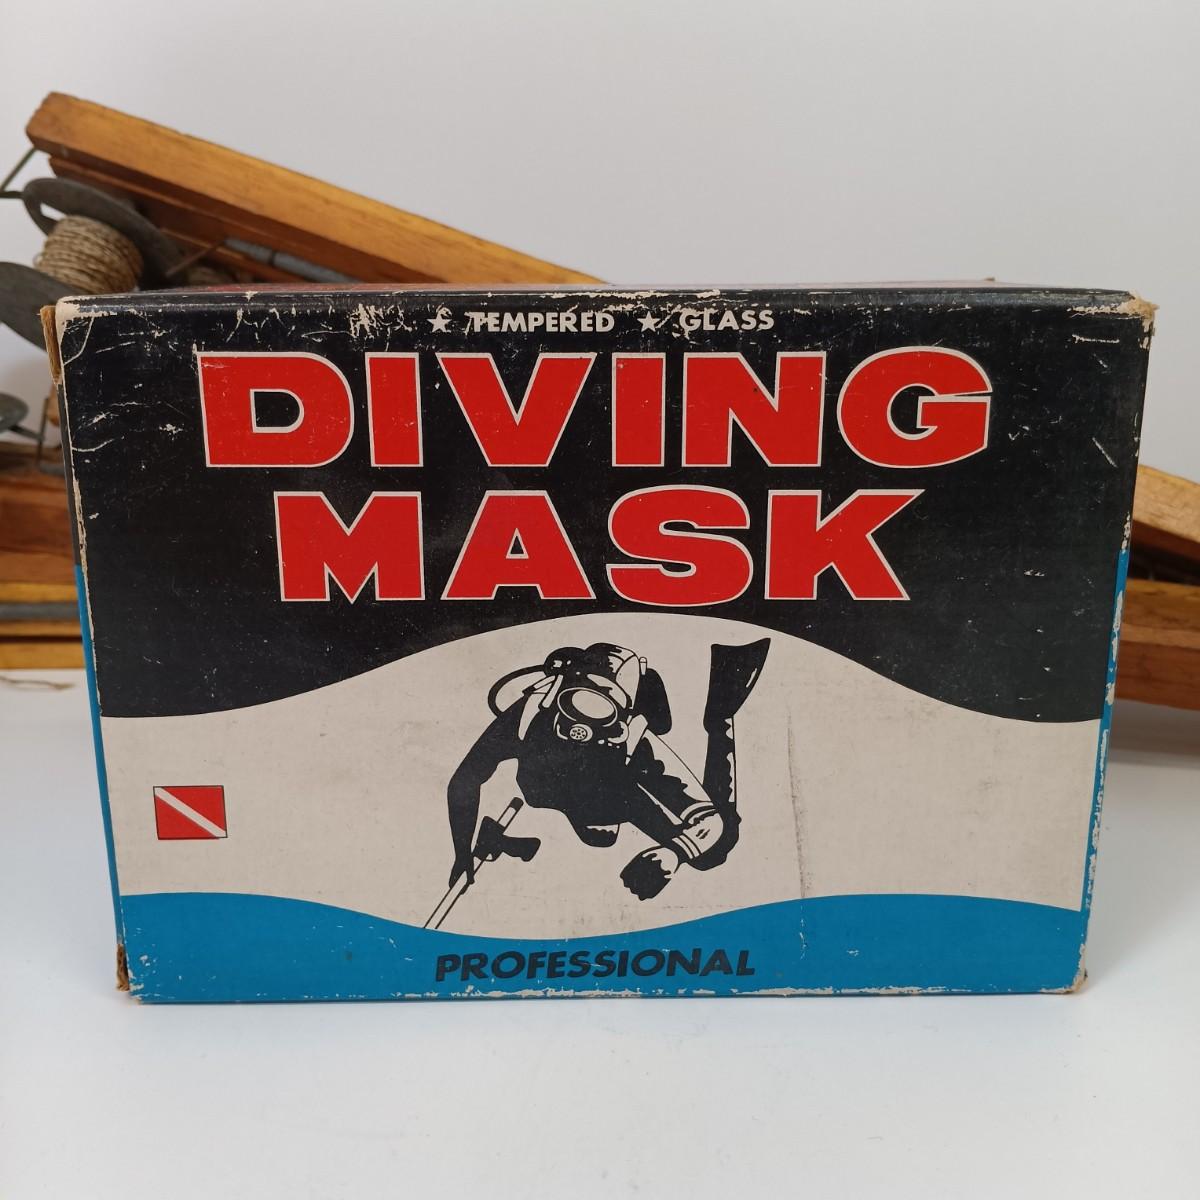 ★ TEMPERED ★ GLASS
DIVING
MASK
PROFESSIONAL